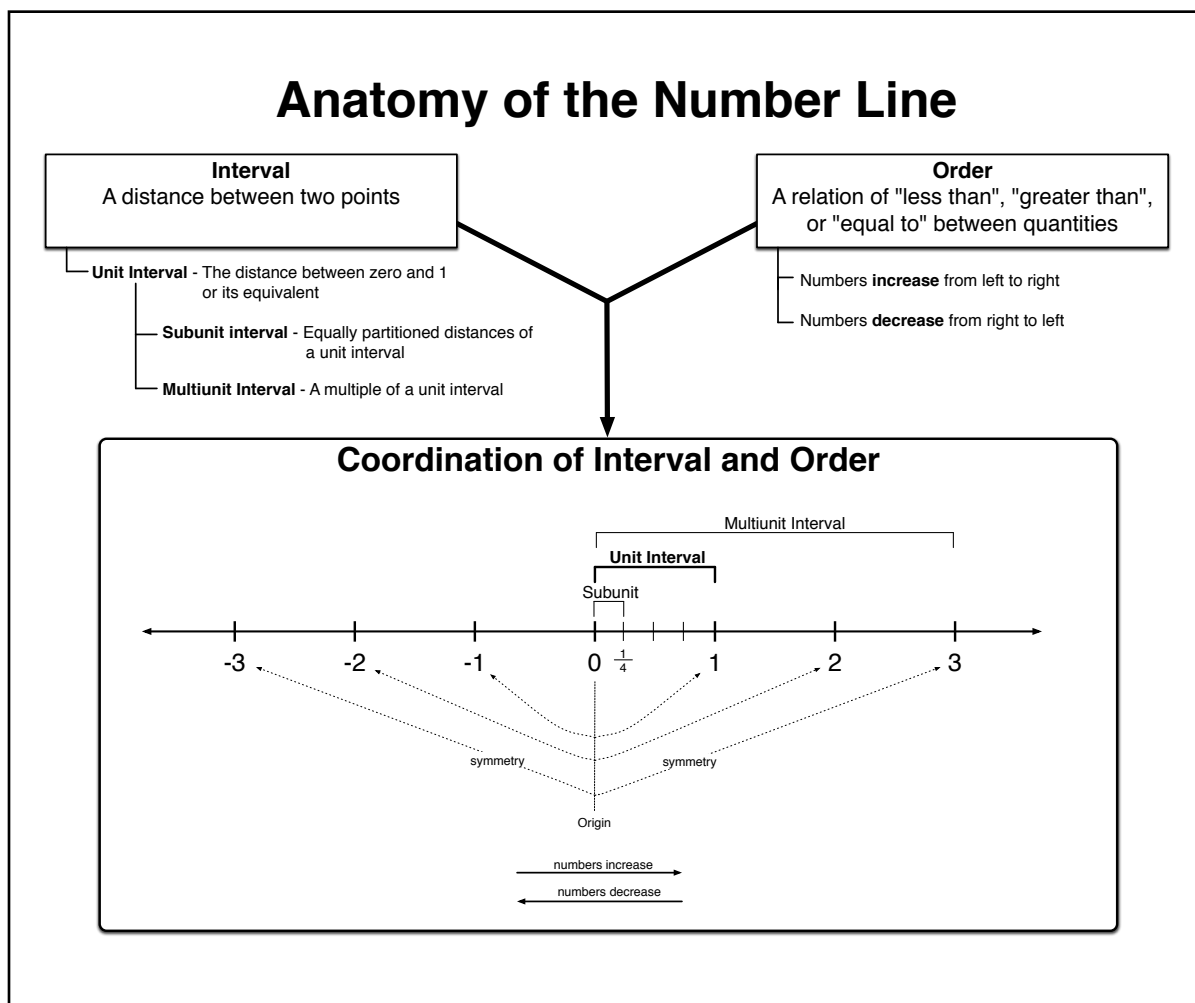 Anatomy of the Number Line
Interval
A distance between two points
Unit Interval - The distance between zero and 1
or its equivalent
Subunit interval - Equally partitioned distances of
a unit interval
Multiunit Interval - A multiple of a unit interval
Order
A relation of "less than", "greater than",
or "equal to" between quantities
Numbers increase from left to right
Numbers decrease from right to left
Coordination of Interval and Order
Multiunit Interval
Unit Interval
Subunit
-3 -2 -1 0 1/4 1 2 3
symmetry symmetry
Origin
numbers increase
numbers decrease